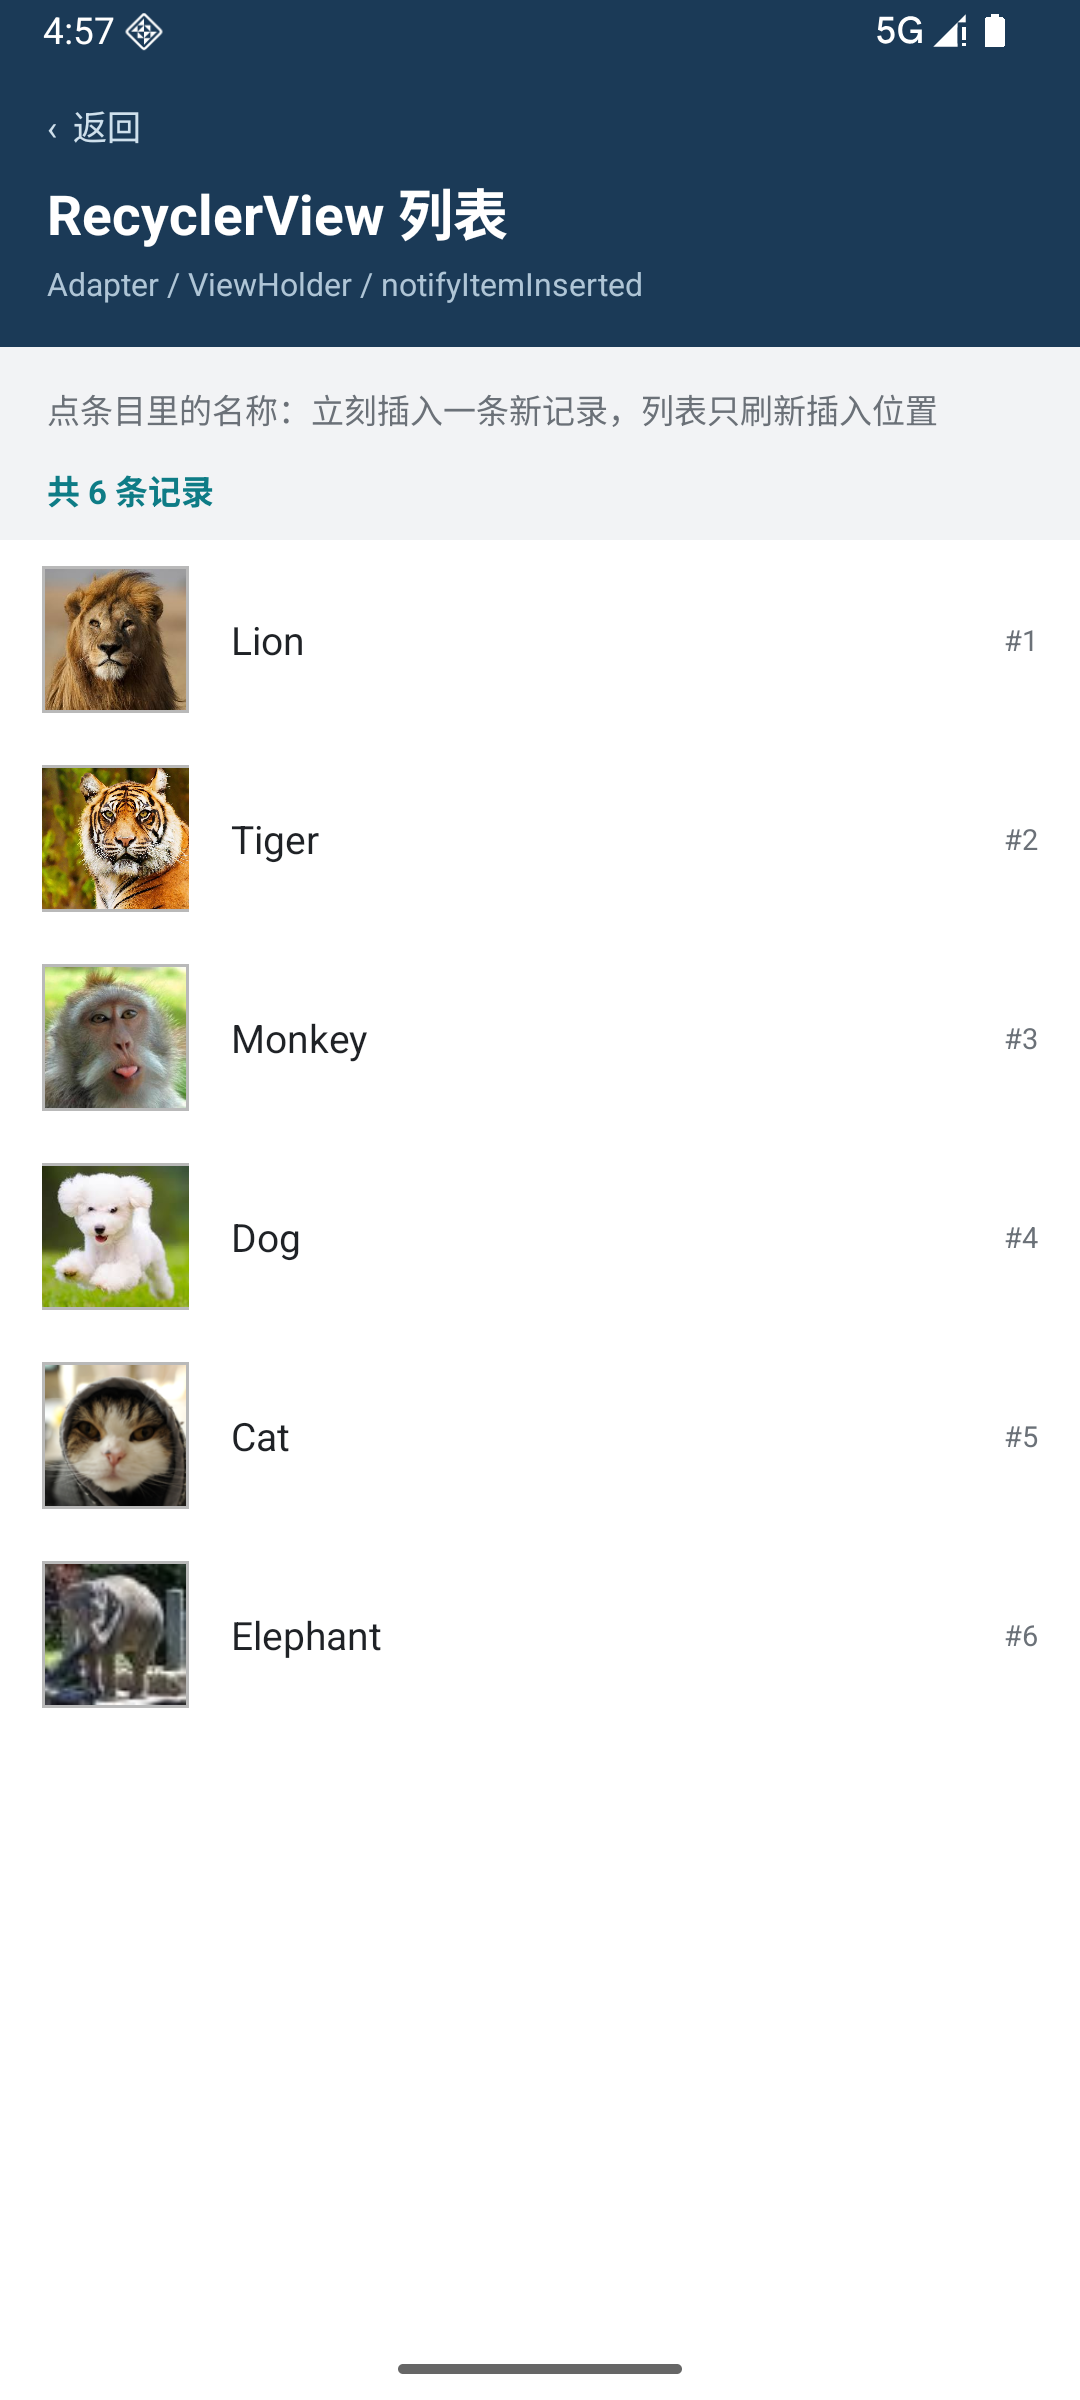 4:57
5G
‹ 返回
RecyclerView 列表
Adapter / ViewHolder / notifyItemInserted
点条目里的名称：立刻插入一条新记录，列表只刷新插入位置
共 6 条记录
Lion #1
Tiger #2
Monkey #3
Dog #4
Cat #5
Elephant #6